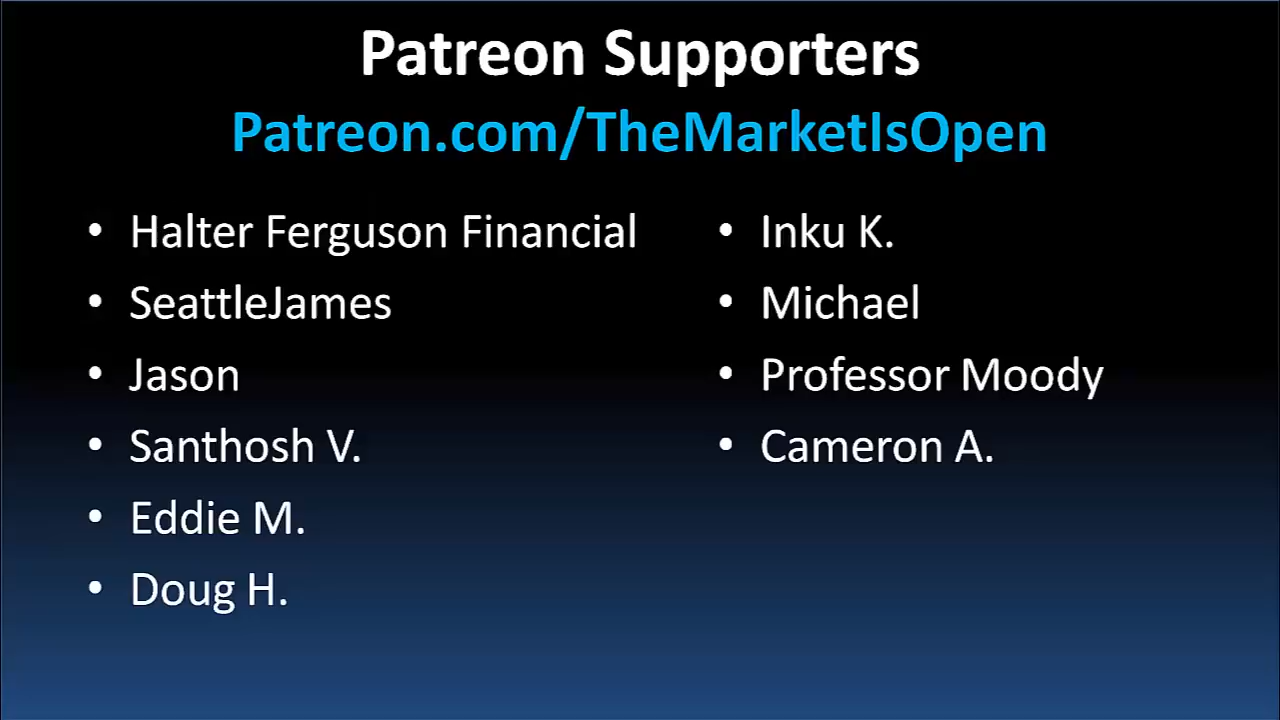 Patreon Supporters
Patreon.com/TheMarketIsOpen
• Halter Ferguson Financial
• SeattleJames
• Jason
• Santhosh V.
• Eddie M.
• Doug H.
• Inku K.
• Michael
• Professor Moody
• Cameron A.